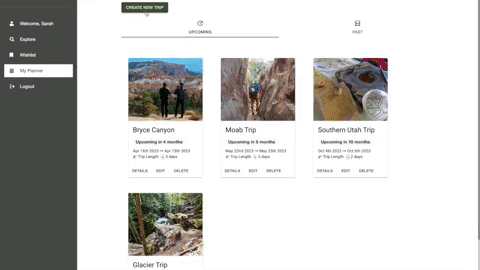 CREATE NEW TRIP
Welcome, Sarah
Explore
Wishlist
My Planner
Logout
UPCOMING
PAST
Bryce Canyon
Upcoming in 4 months
Apr 16th 2023 → Apr 19th 2023
Trip Length: 3 days
DETAILS EDIT DELETE
Moab Trip
Upcoming in 5 months
May 22nd 2023 → May 25th 2023
Trip Length: 3 days
DETAILS EDIT DELETE
Southern Utah Trip
Upcoming in 10 months
Oct 4th 2023 → Oct 6th 2023
Trip Length: 2 days
DETAILS EDIT DELETE
Glacier Trip